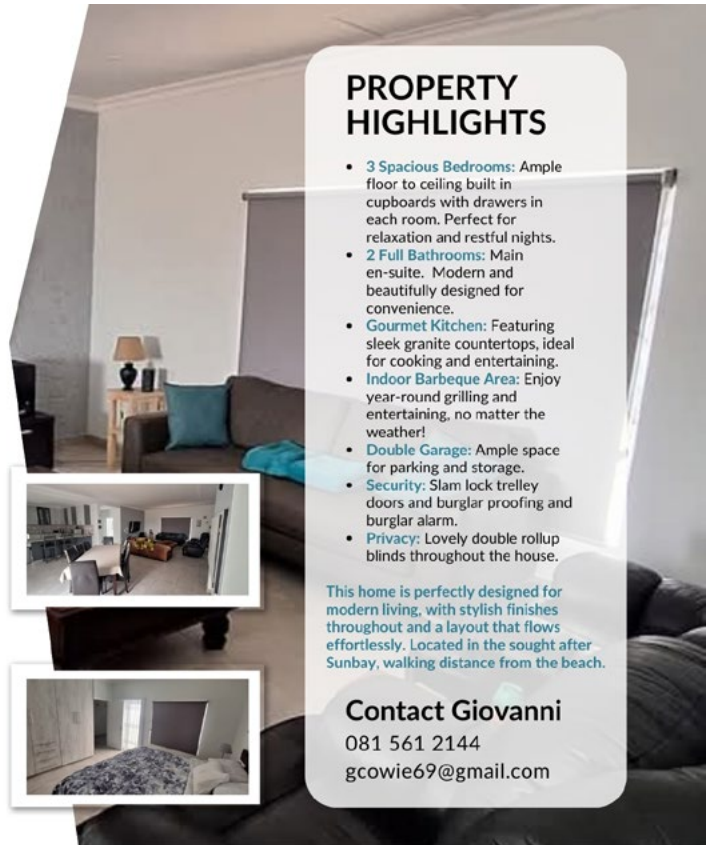 PROPERTY
HIGHLIGHTS
• 3 Spacious Bedrooms: Ample
floor to ceiling built in
cupboards with drawers in
each room. Perfect for
relaxation and restful nights.
• 2 Full Bathrooms: Main
en-suite. Modern and
beautifully designed for
convenience.
• Gourmet Kitchen: Featuring
sleek granite countertops, ideal
for cooking and entertaining.
• Indoor Barbeque Area: Enjoy
year-round grilling and
entertaining, no matter the
weather!
• Double Garage: Ample space
for parking and storage.
• Security: Slam lock trelley
doors and burglar proofing and
burglar alarm.
• Privacy: Lovely double rollup
blinds throughout the house.
This home is perfectly designed for
modern living, with stylish finishes
throughout and a layout that flows
effortlessly. Located in the sought after
Sunbay, walking distance from the beach.
Contact Giovanni
081 561 2144
gcowie69@gmail.com